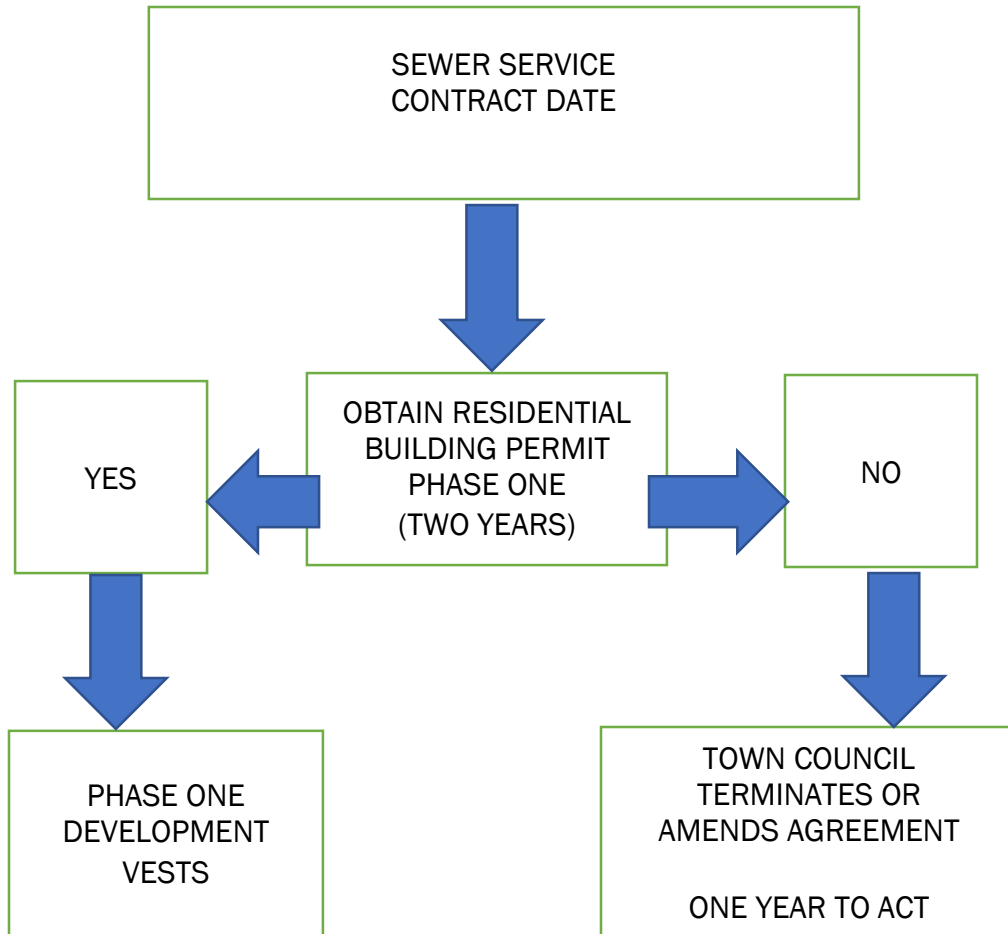 SEWER SERVICE
CONTRACT DATE
OBTAIN RESIDENTIAL
BUILDING PERMIT
PHASE ONE
(TWO YEARS)
YES
NO
PHASE ONE
DEVELOPMENT
VESTS
TOWN COUNCIL
TERMINATES OR
AMENDS AGREEMENT
ONE YEAR TO ACT